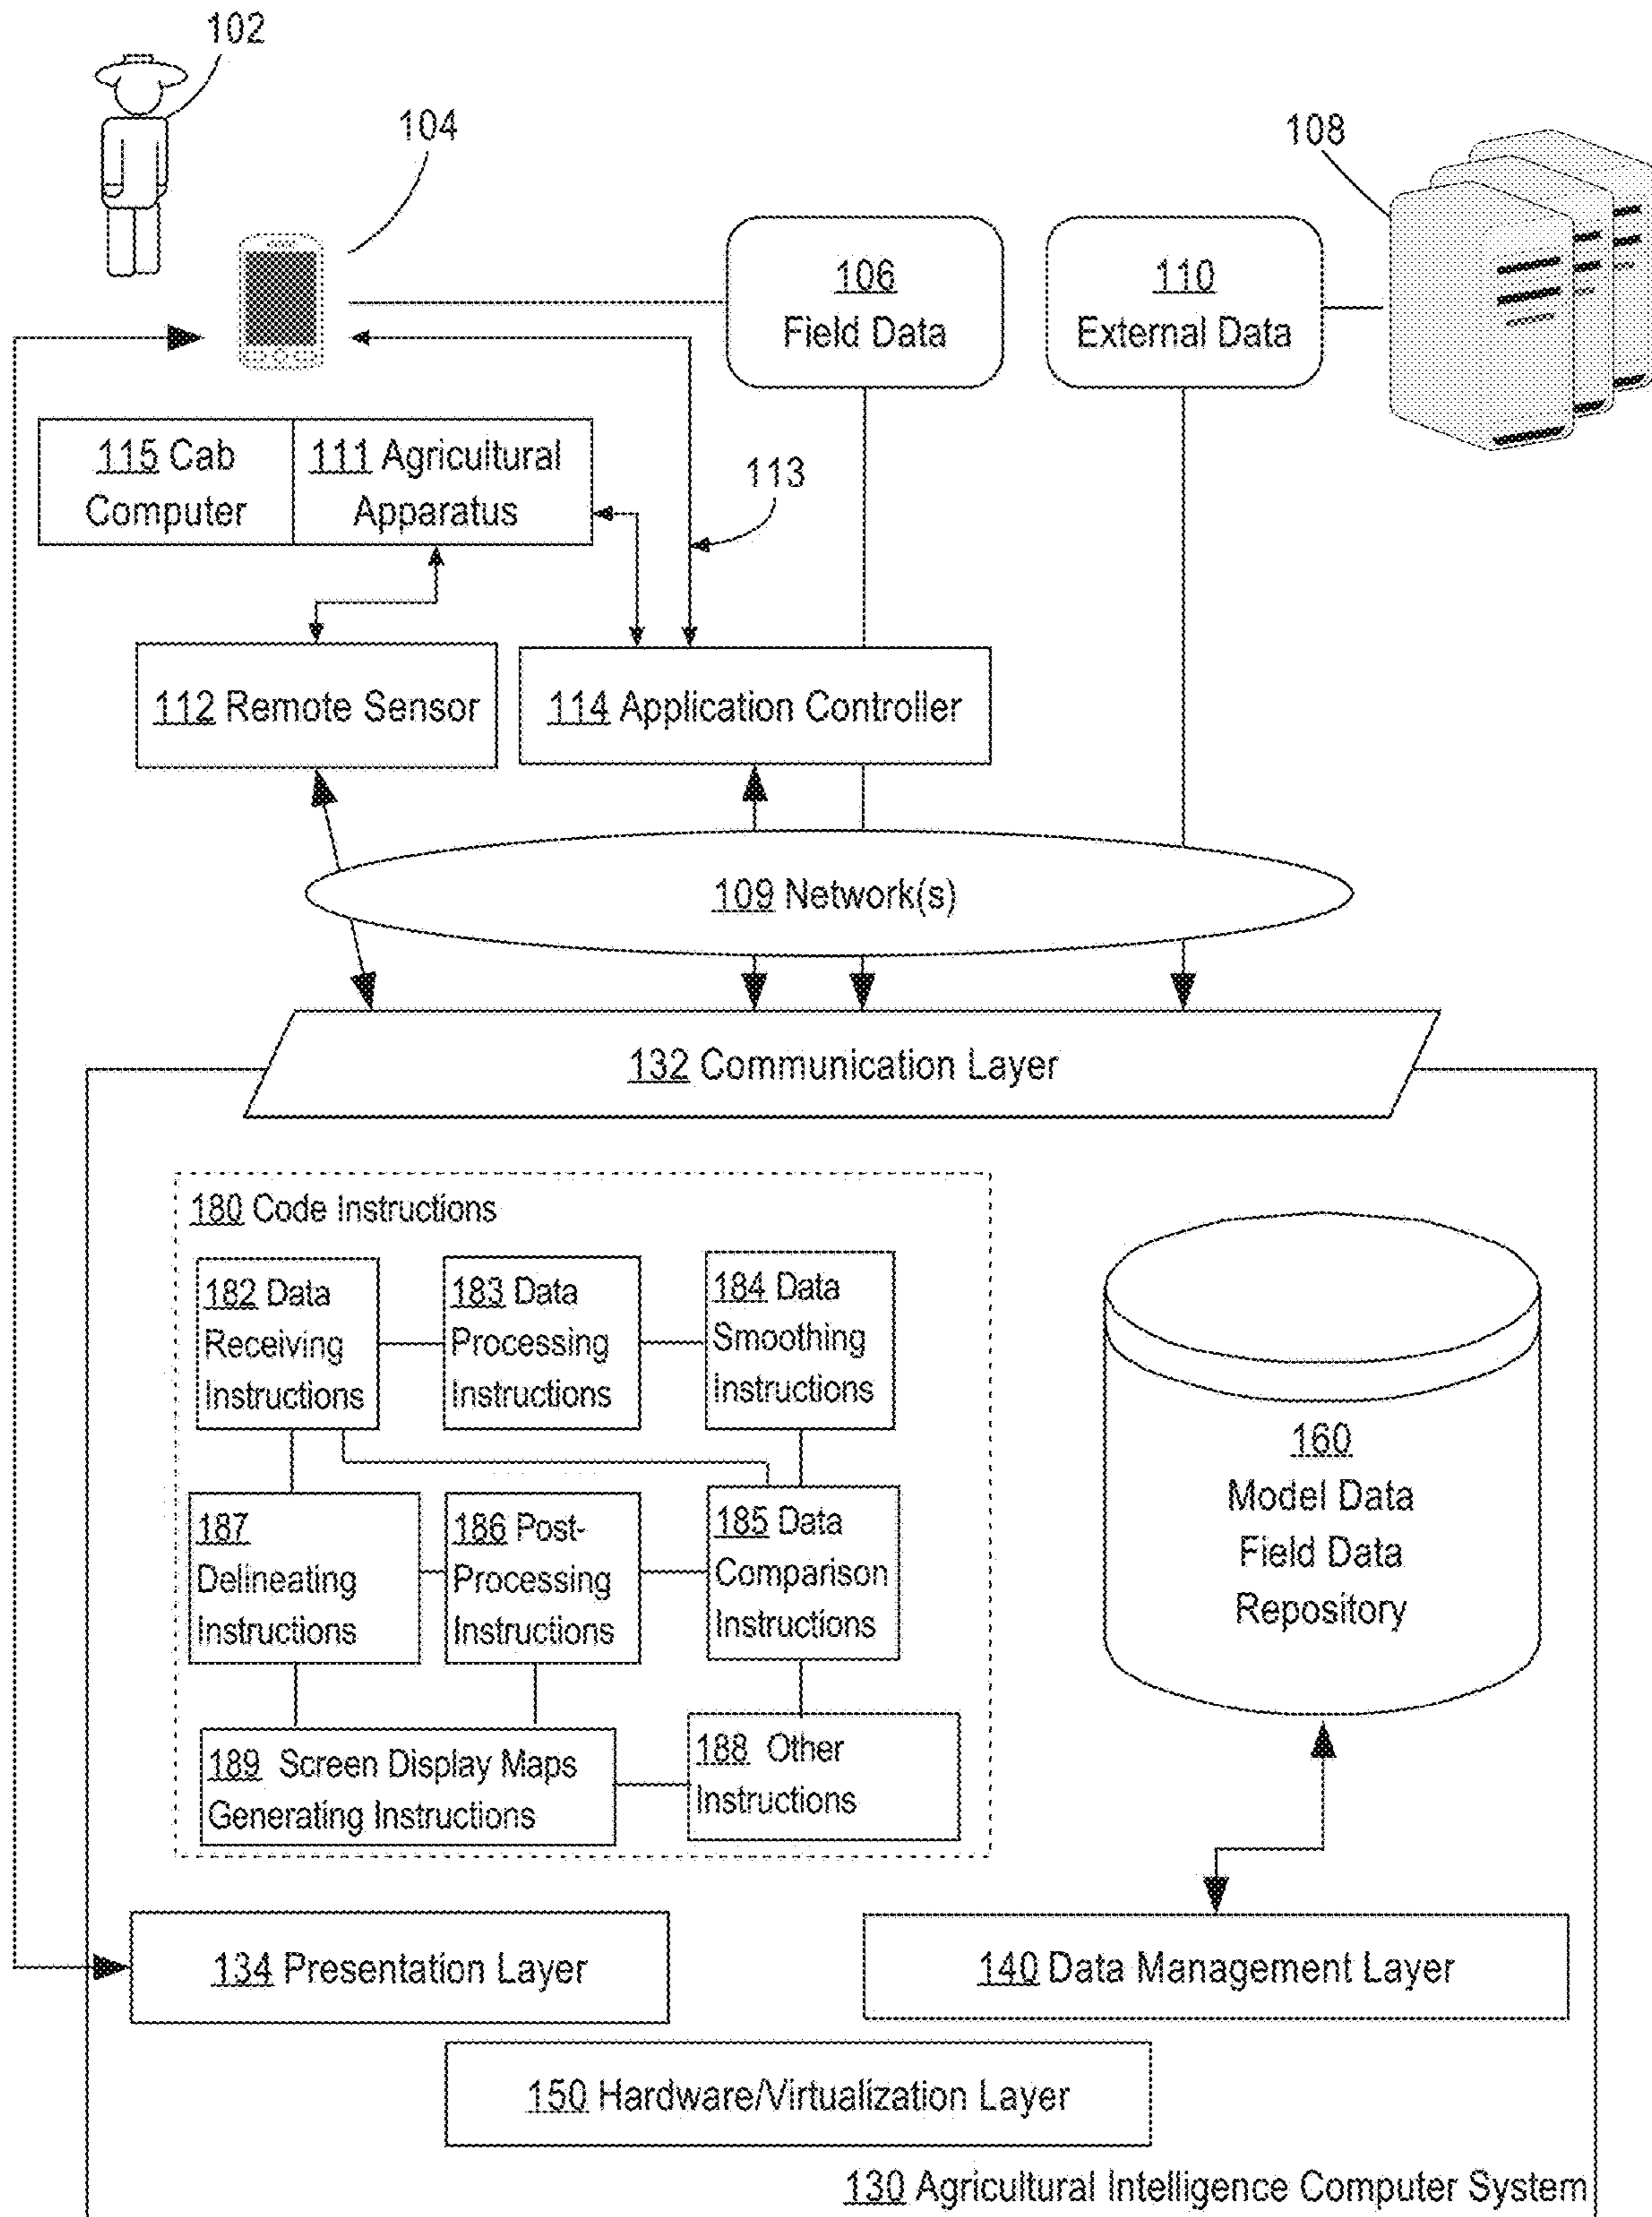 102
104
108
106
Field Data
110
External Data
115 Cab
Computer
111 Agricultural
Apparatus
113
112 Remote Sensor
114 Application Controller
109 Network(s)
132 Communication Layer
180 Code Instructions
182 Data
Receiving
Instructions
183 Data
Processing
Instructions
184 Data
Smoothing
Instructions
187
Delineating
Instructions
186 Post-
Processing
Instructions
185 Data
Comparison
Instructions
189 Screen Display Maps
Generating Instructions
188 Other
Instructions
160
Model Data
Field Data
Repository
134 Presentation Layer
140 Data Management Layer
150 Hardware/Virtualization Layer
130 Agricultural Intelligence Computer System